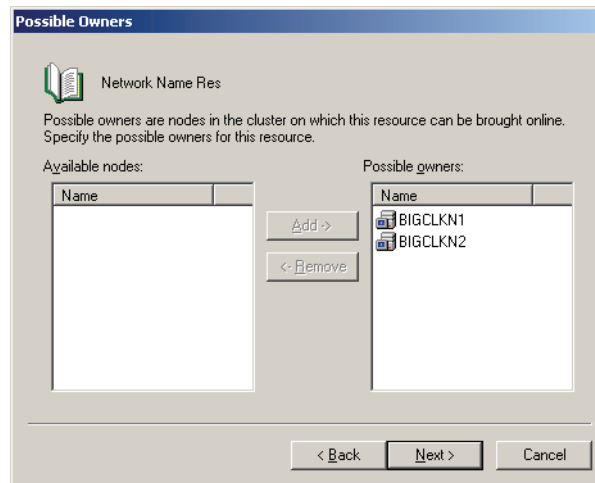 Possible Owners
Network Name Res
Possible owners are nodes in the cluster on which this resource can be brought online.
Specify the possible owners for this resource.
Available nodes:
Possible owners:
Name
Name
BIGCLKN1
BIGCLKN2
Add ->
<- Remove
< Back
Next >
Cancel